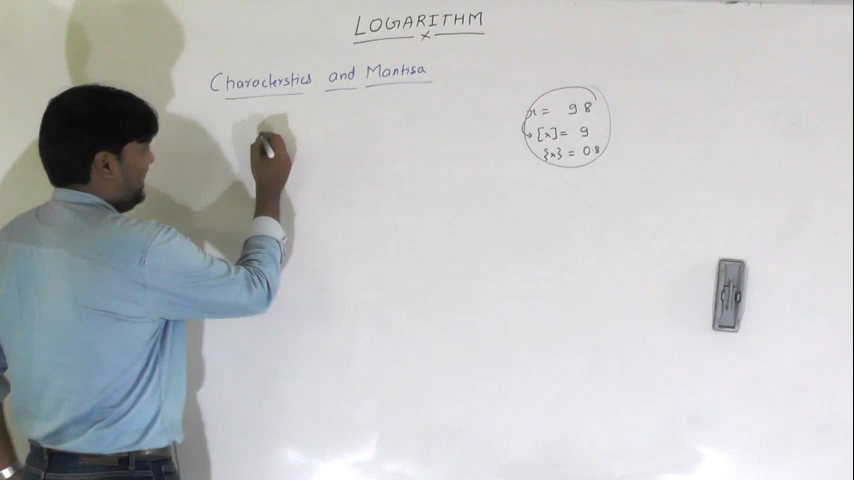 LOGARITHM
x
Characterstics and Mantisa
x = 9.8
[x] = 9
{x} = 0.8